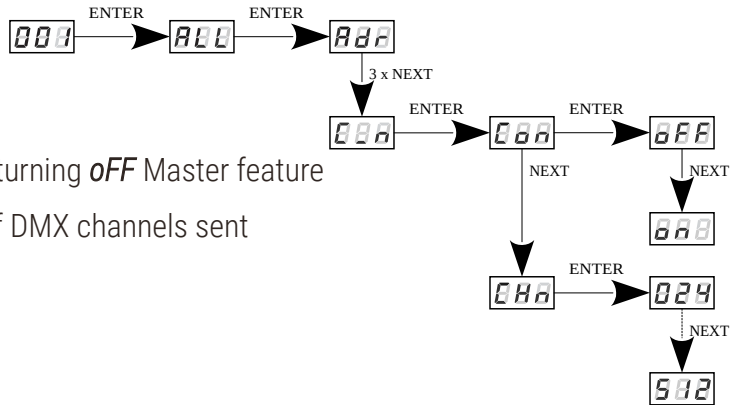 ENTER ENTER
001 ALL Adr
3 x NEXT
ENTER ENTER
C_n Con oFF
turning oFF Master feature
NEXT NEXT
f DMX channels sent
on
ENTER
CHn 024
NEXT
512